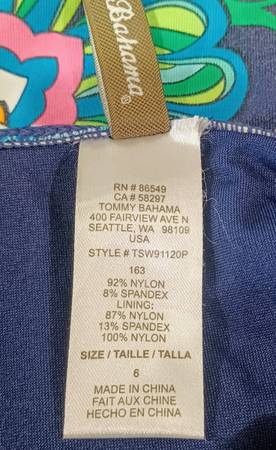 Bahama®
RN # 86549
CA # 58297
TOMMY BAHAMA
400 FAIRVIEW AVE N
SEATTLE, WA 98109
USA
STYLE # TSW91120P
163
92% NYLON
8% SPANDEX
LINING:
87% NYLON
13% SPANDEX
100% NYLON
SIZE / TAILLE / TALLA
6
MADE IN CHINA
FAIT AUX CHINE
HECHO EN CHINA